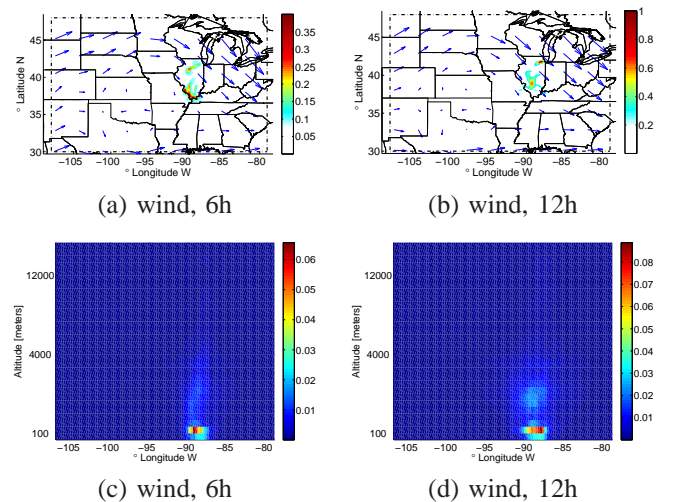 45
40
35
30
° Latitude N
−105 −100 −95 −90 −85 −80
° Longitude W
0.35
0.3
0.25
0.2
0.15
0.1
0.05
(a) wind, 6h
45
40
35
30
° Latitude N
−105 −100 −95 −90 −85 −80
° Longitude W
1
0.8
0.6
0.4
0.2
(b) wind, 12h
12000
4000
100
Altitude [meters]
−105 −100 −95 −90 −85 −80
° Longitude W
0.06
0.05
0.04
0.03
0.02
0.01
(c) wind, 6h
12000
4000
100
Altitude [meters]
−105 −100 −95 −90 −85 −80
° Longitude W
0.08
0.07
0.06
0.05
0.04
0.03
0.02
0.01
(d) wind, 12h